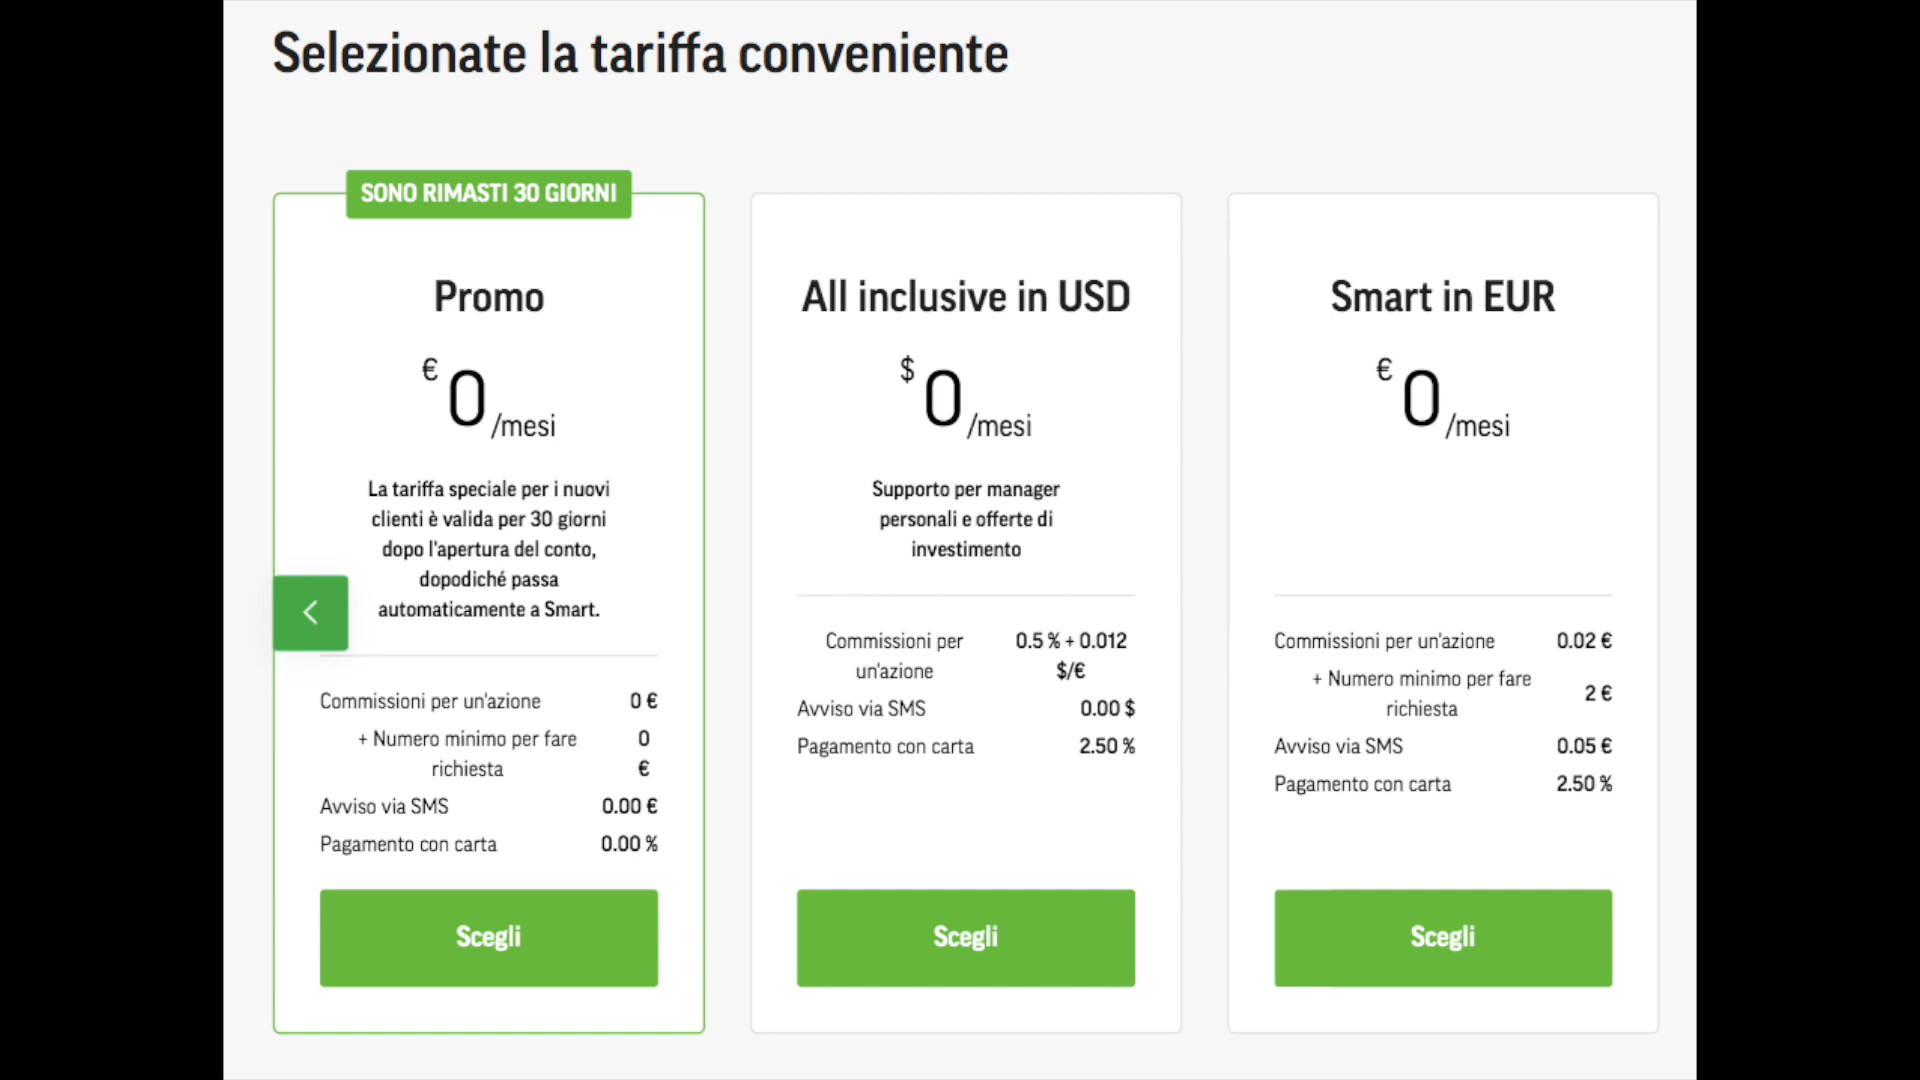 Selezionate la tariffa conveniente
SONO RIMASTI 30 GIORNI
Promo
€ 0 /mesi
La tariffa speciale per i nuovi
clienti è valida per 30 giorni
dopo l'apertura del conto,
dopodiché passa
automaticamente a Smart.
Commissioni per un'azione 0 €
+ Numero minimo per fare 0
richiesta €
Avviso via SMS 0.00 €
Pagamento con carta 0.00 %
Scegli
All inclusive in USD
$ 0 /mesi
Supporto per manager
personali e offerte di
investimento
Commissioni per 0.5 % + 0.012
un'azione $/€
Avviso via SMS 0.00 $
Pagamento con carta 2.50 %
Scegli
Smart in EUR
€ 0 /mesi
Commissioni per un'azione 0.02 €
+ Numero minimo per fare
richiesta 2 €
Avviso via SMS 0.05 €
Pagamento con carta 2.50 %
Scegli